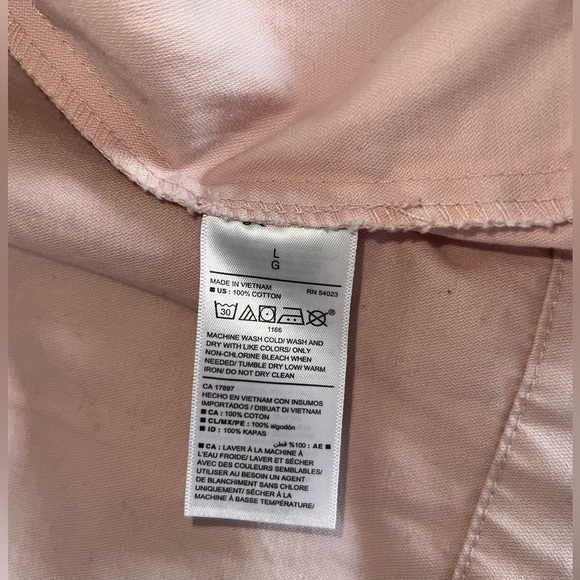 L
G
MADE IN VIETNAM RN 54023
US : 100% COTTON
30
®
1166
MACHINE WASH COLD/ WASH AND
DRY WITH LIKE COLORS/ ONLY
NON-CHLORINE BLEACH WHEN
NEEDED/ TUMBLE DRY LOW/ WARM
IRON/ DO NOT DRY CLEAN
CA 17897
HECHO EN VIETNAM CON INSUMOS
IMPORTADOS / DIBUAT DI VIETNAM
CA : 100% COTON
CL/MX/PE : 100% algodón
ID : 100% KAPAS
AE : 100% قطن
CA : LAVER À LA MACHINE À
L'EAU FROIDE/ LAVER ET SÉCHER
AVEC DES COULEURS SEMBLABLES/
UTILISER AU BESOIN UN AGENT
DE BLANCHIMENT SANS CHLORE
UNIQUEMENT/ SÉCHER À LA
MACHINE À BASSE TEMPÉRATURE/